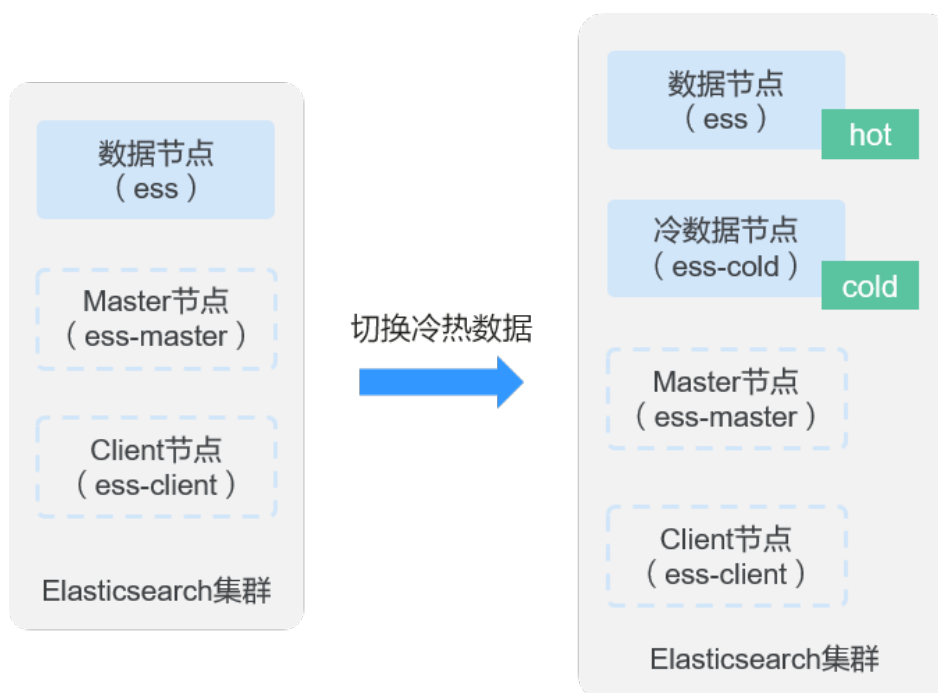 数据节点
（ess）
Master节点
（ess-master）
Client节点
（ess-client）
Elasticsearch集群
切换冷热数据
数据节点
（ess）
hot
冷数据节点
（ess-cold）
cold
Master节点
（ess-master）
Client节点
（ess-client）
Elasticsearch集群